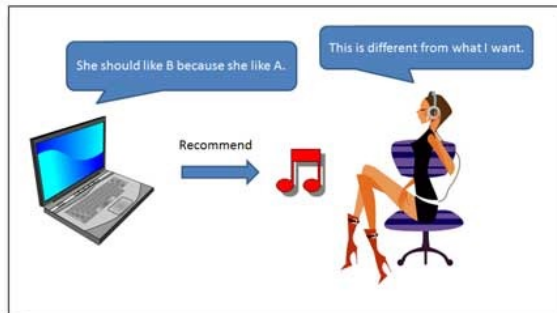 She should like B because she like A.
This is different from what I want.
Recommend